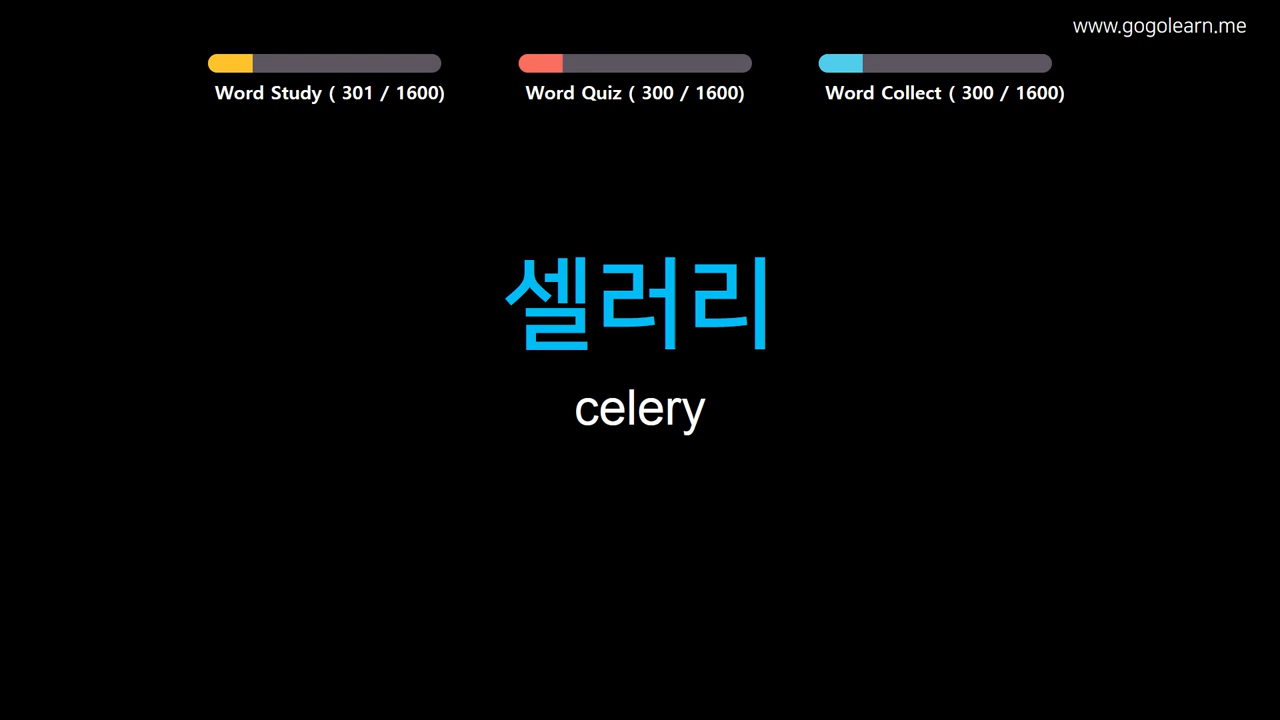 www.gogolearn.me
Word Study ( 301 / 1600)
Word Quiz ( 300 / 1600)
Word Collect ( 300 / 1600)
셀러리
celery